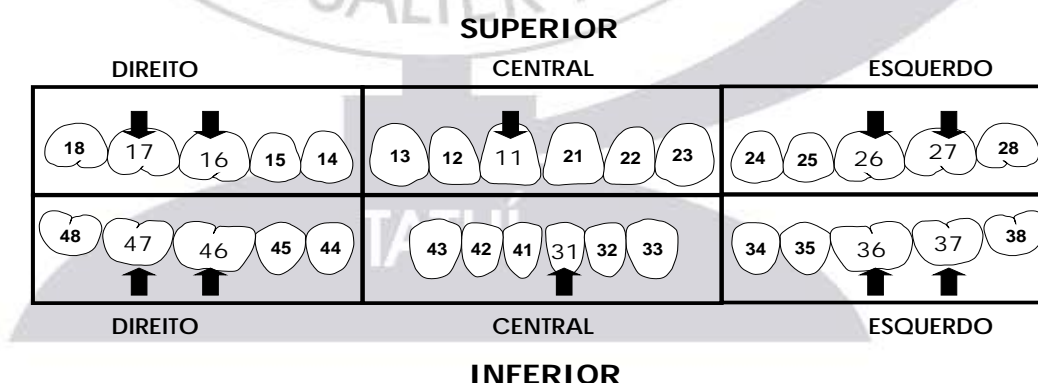 SUPERIOR
DIREITO CENTRAL ESQUERDO
18 17 16 15 14 13 12 11 21 22 23 24 25 26 27 28
48 47 46 45 44 43 42 41 31 32 33 34 35 36 37 38
DIREITO CENTRAL ESQUERDO
INFERIOR